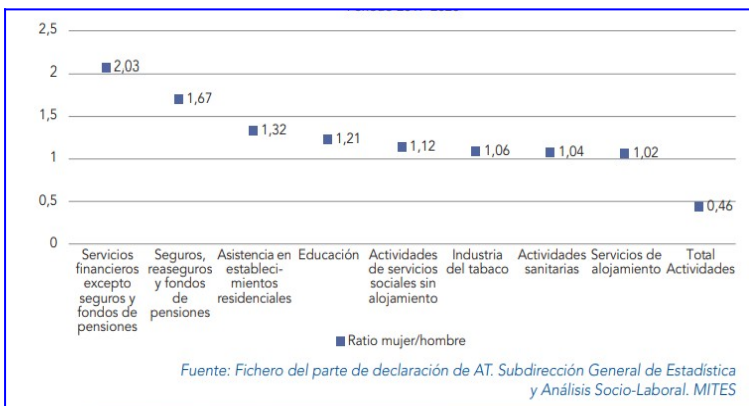 2,5
2
1,5
1
0,5
0
2,03
1,67
1,32
1,21
1,12
1,06
1,04
1,02
0,46
Servicios
financieros
excepto
seguros y
fondos de
pensiones
Seguros,
reaseguros
y fondos
de
pensiones
Asistencia en
estableci-
mientos
residenciales
Educación
Actividades
de servicios
sociales sin
alojamiento
Industria
del tabaco
Actividades
sanitarias
Servicios de
alojamiento
Total
Actividades
Ratio mujer/hombre
Fuente: Fichero del parte de declaración de AT. Subdirección General de Estadística
y Análisis Socio-Laboral. MITES